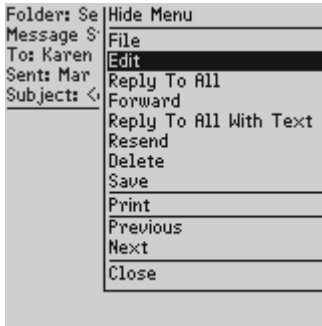 Folder: Se
Message S
To: Karen
Sent: Mar
Subject: <
Hide Menu
File
Edit
Reply To All
Forward
Reply To All With Text
Resend
Delete
Save
Print
Previous
Next
Close